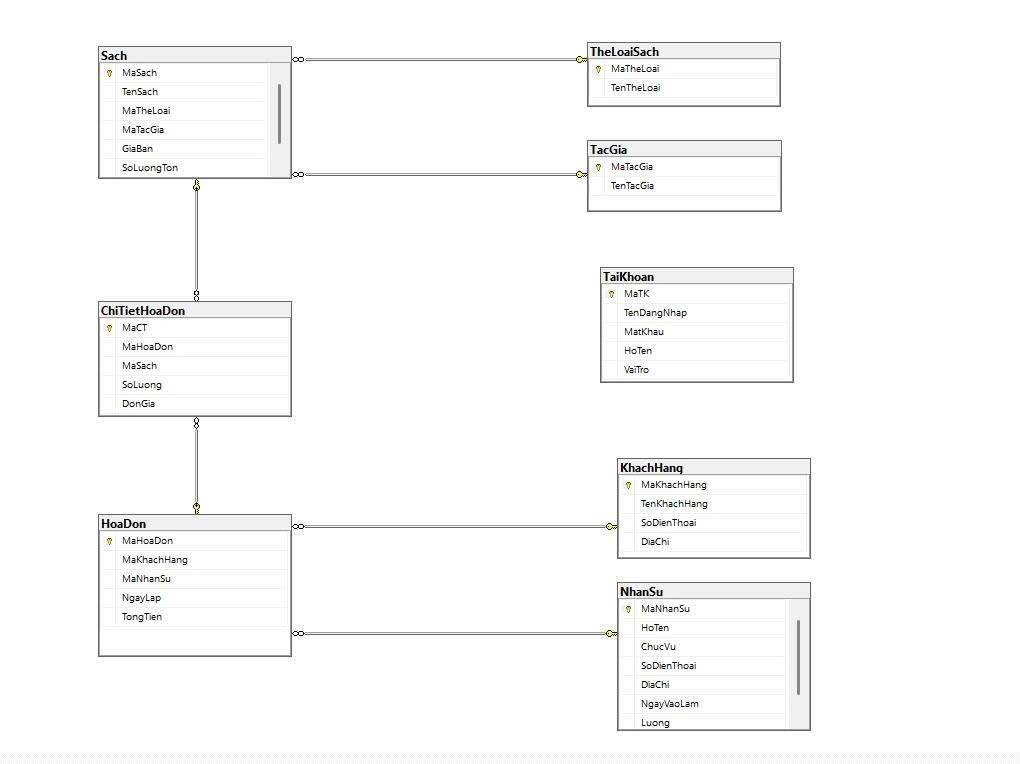 Sach
MaSach
TenSach
MaTheLoai
MaTacGia
GiaBan
SoLuongTon
TheLoaiSach
MaTheLoai
TenTheLoai
TacGia
MaTacGia
TenTacGia
TaiKhoan
MaTK
TenDangNhap
MatKhau
HoTen
VaiTro
ChiTietHoaDon
MaCT
MaHoaDon
MaSach
SoLuong
DonGia
HoaDon
MaHoaDon
MaKhachHang
MaNhanSu
NgayLap
TongTien
KhachHang
MaKhachHang
TenKhachHang
SoDienThoai
DiaChi
NhanSu
MaNhanSu
HoTen
ChucVu
SoDienThoai
DiaChi
NgayVaoLam
Luong